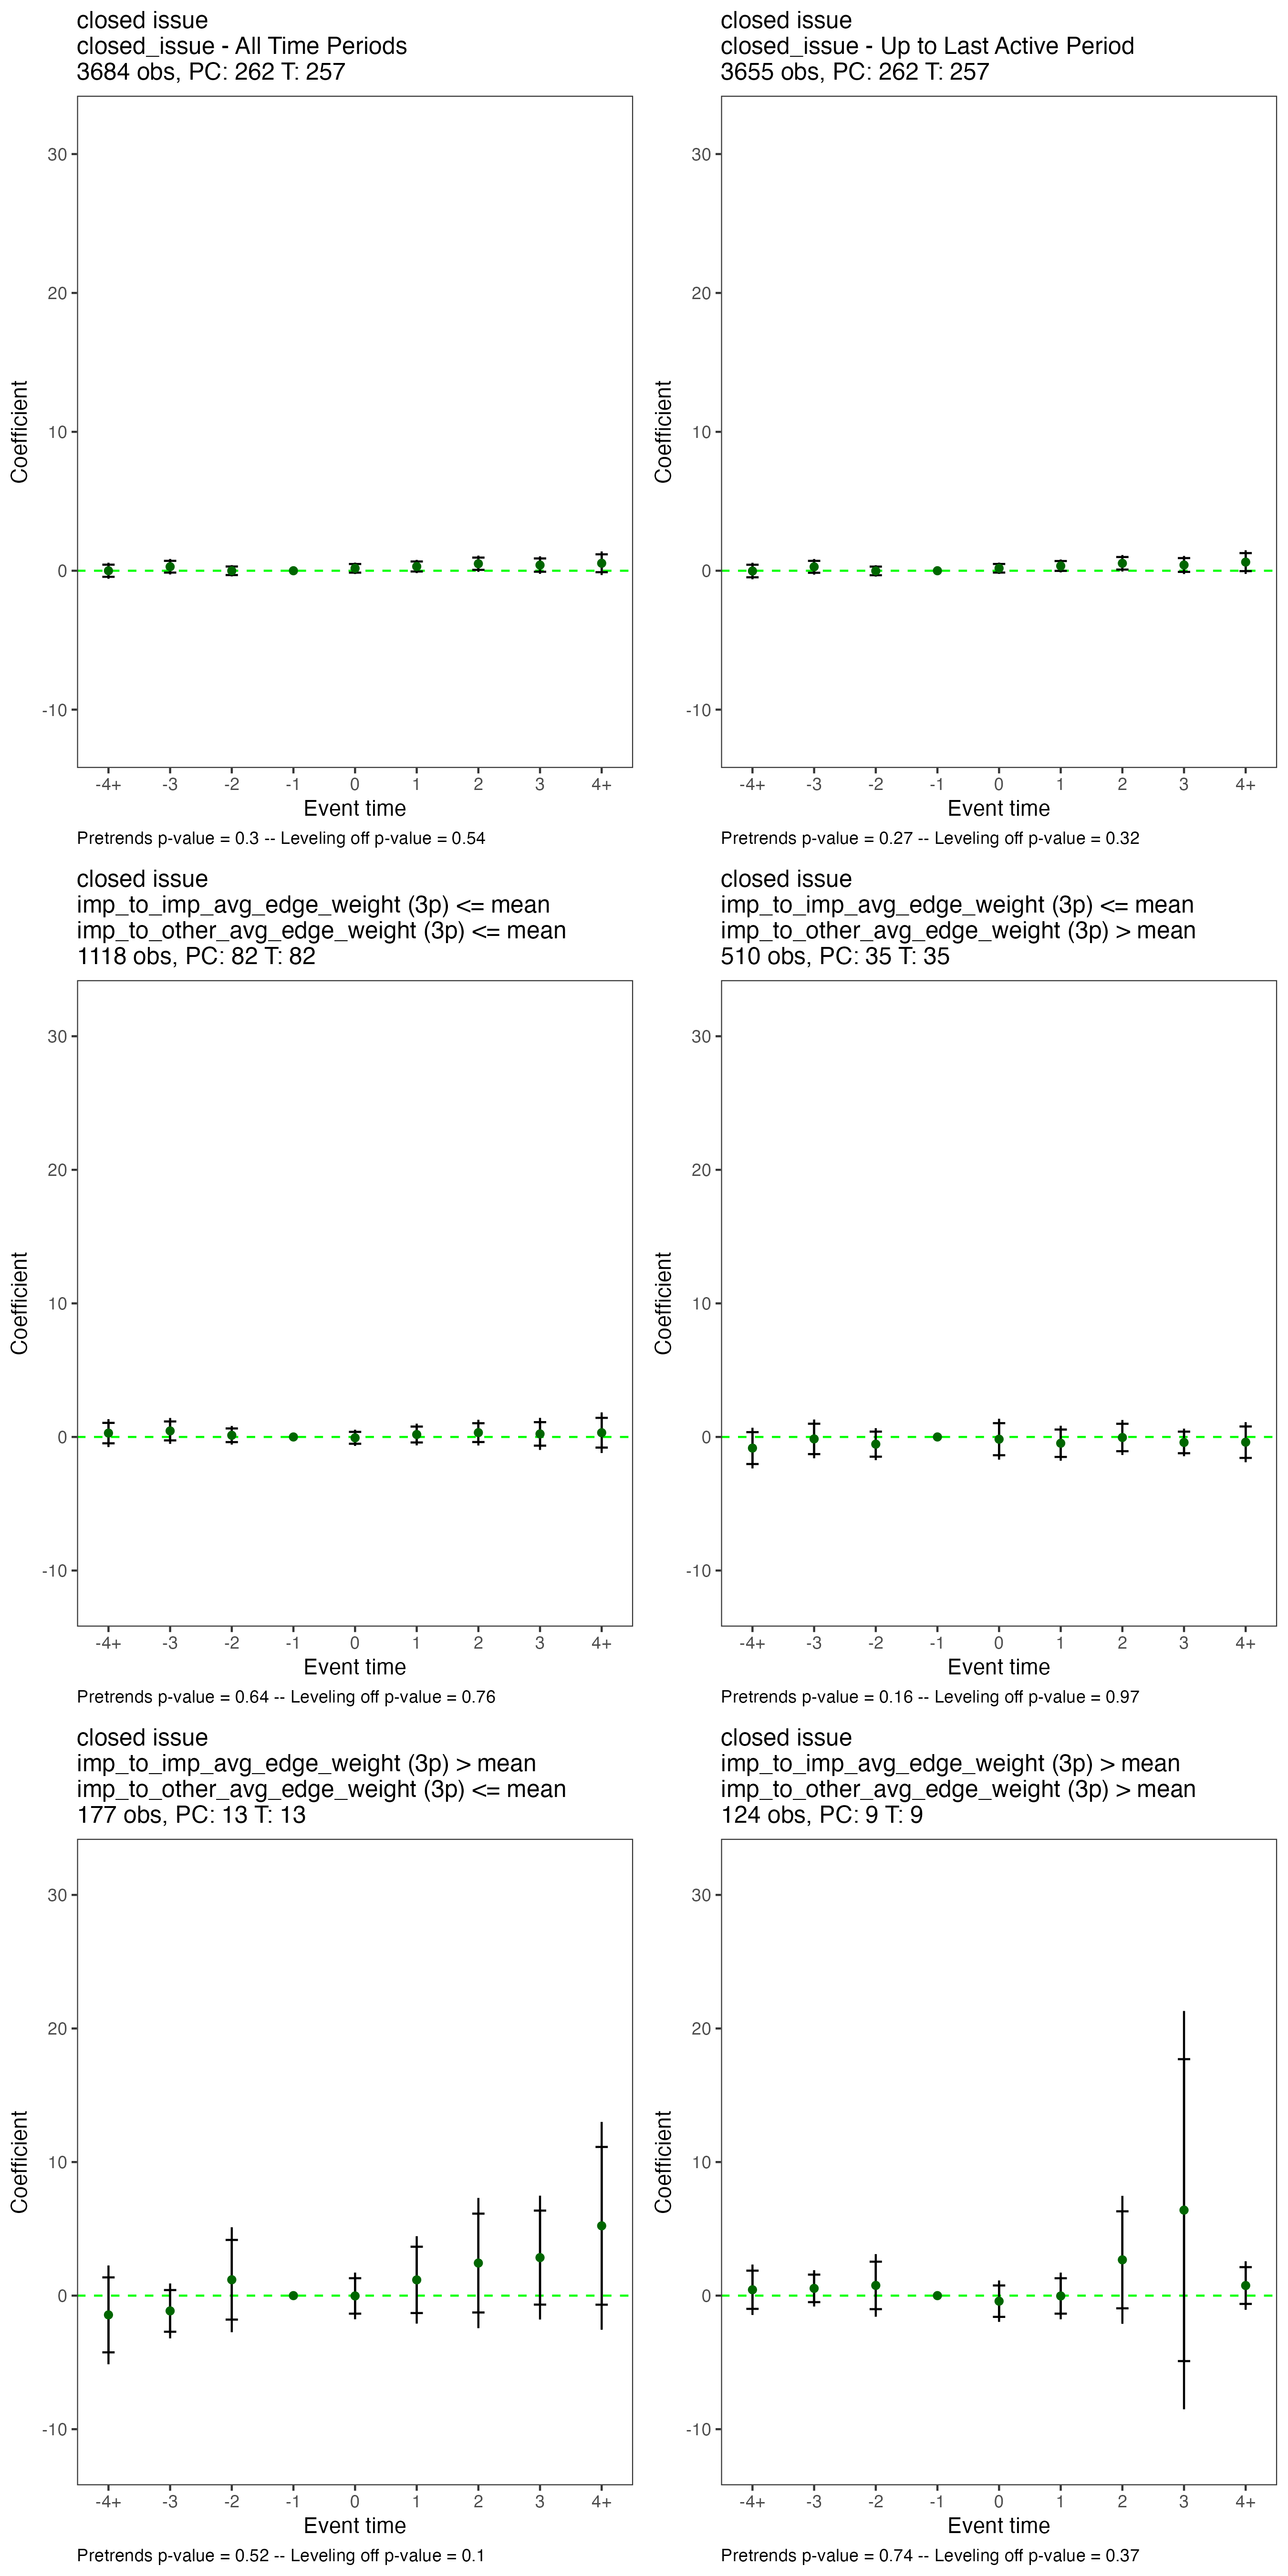 closed issue
closed_issue - All Time Periods
3684 obs, PC: 262 T: 257
30
20
10
0
-10
Coefficient
-4+ -3 -2 -1 0 1 2 3 4+
Event time
Pretrends p-value = 0.3 -- Leveling off p-value = 0.54
closed issue
closed_issue - Up to Last Active Period
3655 obs, PC: 262 T: 257
30
20
10
0
-10
Coefficient
-4+ -3 -2 -1 0 1 2 3 4+
Event time
Pretrends p-value = 0.27 -- Leveling off p-value = 0.32
closed issue
imp_to_imp_avg_edge_weight (3p) <= mean
imp_to_other_avg_edge_weight (3p) <= mean
1118 obs, PC: 82 T: 82
30
20
10
0
-10
Coefficient
-4+ -3 -2 -1 0 1 2 3 4+
Event time
Pretrends p-value = 0.64 -- Leveling off p-value = 0.76
closed issue
imp_to_imp_avg_edge_weight (3p) <= mean
imp_to_other_avg_edge_weight (3p) > mean
510 obs, PC: 35 T: 35
30
20
10
0
-10
Coefficient
-4+ -3 -2 -1 0 1 2 3 4+
Event time
Pretrends p-value = 0.16 -- Leveling off p-value = 0.97
closed issue
imp_to_imp_avg_edge_weight (3p) > mean
imp_to_other_avg_edge_weight (3p) <= mean
177 obs, PC: 13 T: 13
30
20
10
0
-10
Coefficient
-4+ -3 -2 -1 0 1 2 3 4+
Event time
Pretrends p-value = 0.52 -- Leveling off p-value = 0.1
closed issue
imp_to_imp_avg_edge_weight (3p) > mean
imp_to_other_avg_edge_weight (3p) > mean
124 obs, PC: 9 T: 9
30
20
10
0
-10
Coefficient
-4+ -3 -2 -1 0 1 2 3 4+
Event time
Pretrends p-value = 0.74 -- Leveling off p-value = 0.37